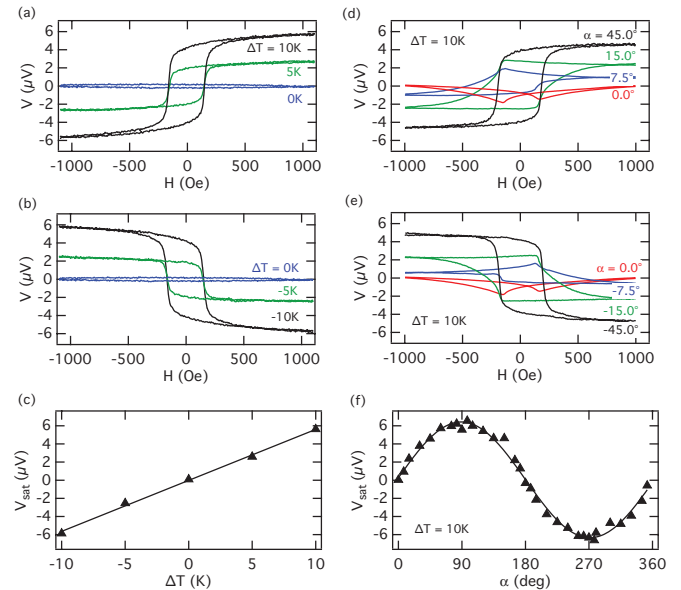 (a)
6
4
2
0
-2
-4
-6
V (µV)
ΔT = 10K
5K
0K
-1000
-500
0
500
1000
H (Oe)
(d)
6
4
2
0
-2
-4
-6
V (µV)
ΔT = 10K
α = 45.0°
15.0°
7.5°
0.0°
-1000
-500
0
500
1000
H (Oe)
(b)
6
4
2
0
-2
-4
-6
V (µV)
ΔT = 0K
-5K
-10K
-1000
-500
0
500
1000
H (Oe)
(e)
6
4
2
0
-2
-4
-6
V (µV)
ΔT = 10K
α = 0.0°
-7.5°
-15.0°
-45.0°
-1000
-500
0
500
1000
H (Oe)
(c)
6
4
2
0
-2
-4
-6
Vsat (µV)
-10
-5
0
5
10
ΔT (K)
(f)
6
4
2
0
-2
-4
-6
Vsat (µV)
ΔT = 10K
0
90
180
270
360
α (deg)